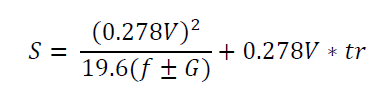 S = (0.278V)² / 19.6(f ± G) + 0.278V * tr